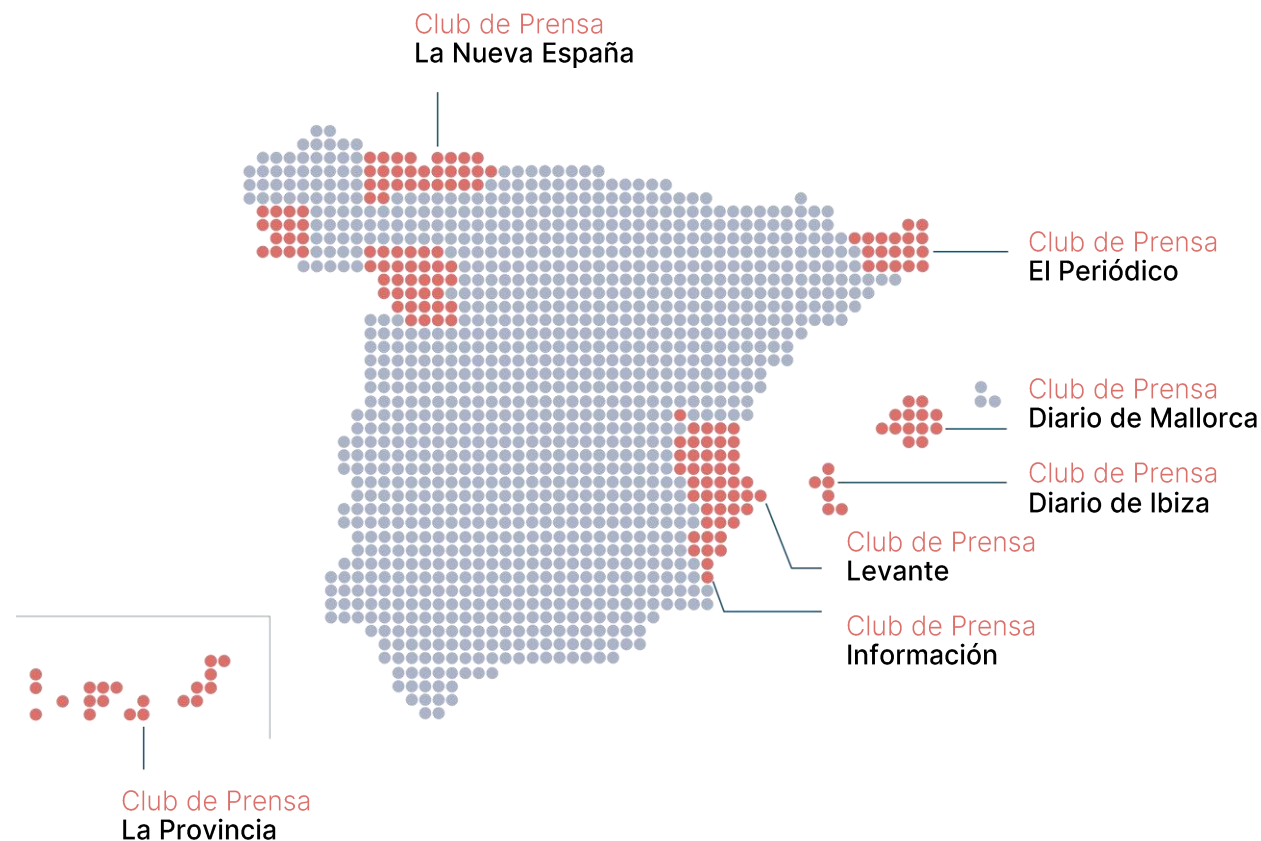 Club de Prensa
La Nueva España
Club de Prensa
El Periódico
Club de Prensa
Diario de Mallorca
Club de Prensa
Diario de Ibiza
Club de Prensa
Levante
Club de Prensa
Información
Club de Prensa
La Provincia